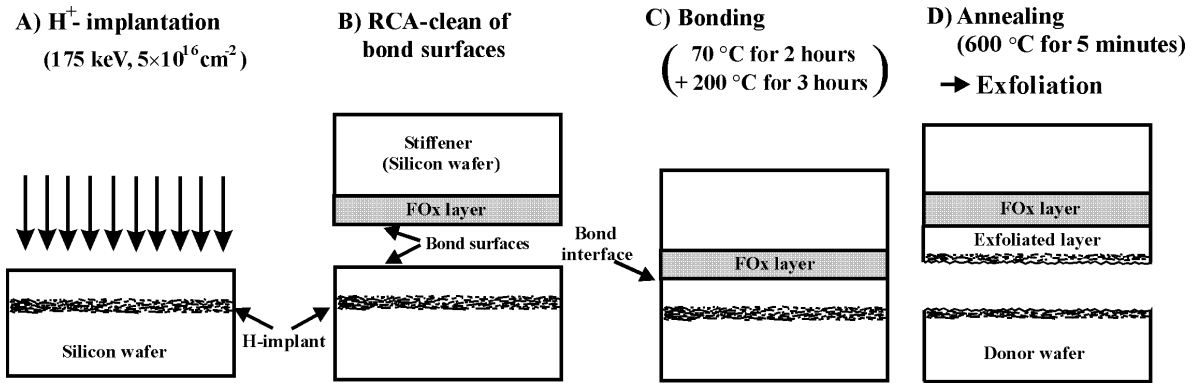 A) H⁺- implantation
(175 keV, 5×10¹⁶cm⁻²)
Silicon wafer
H-implant
B) RCA-clean of
bond surfaces
Stiffener
(Silicon wafer)
FOx layer
Bond surfaces
C) Bonding
(70 °C for 2 hours
+ 200 °C for 3 hours)
Bond
interface
FOx layer
D) Annealing
(600 °C for 5 minutes)
→ Exfoliation
FOx layer
Exfoliated layer
Donor wafer